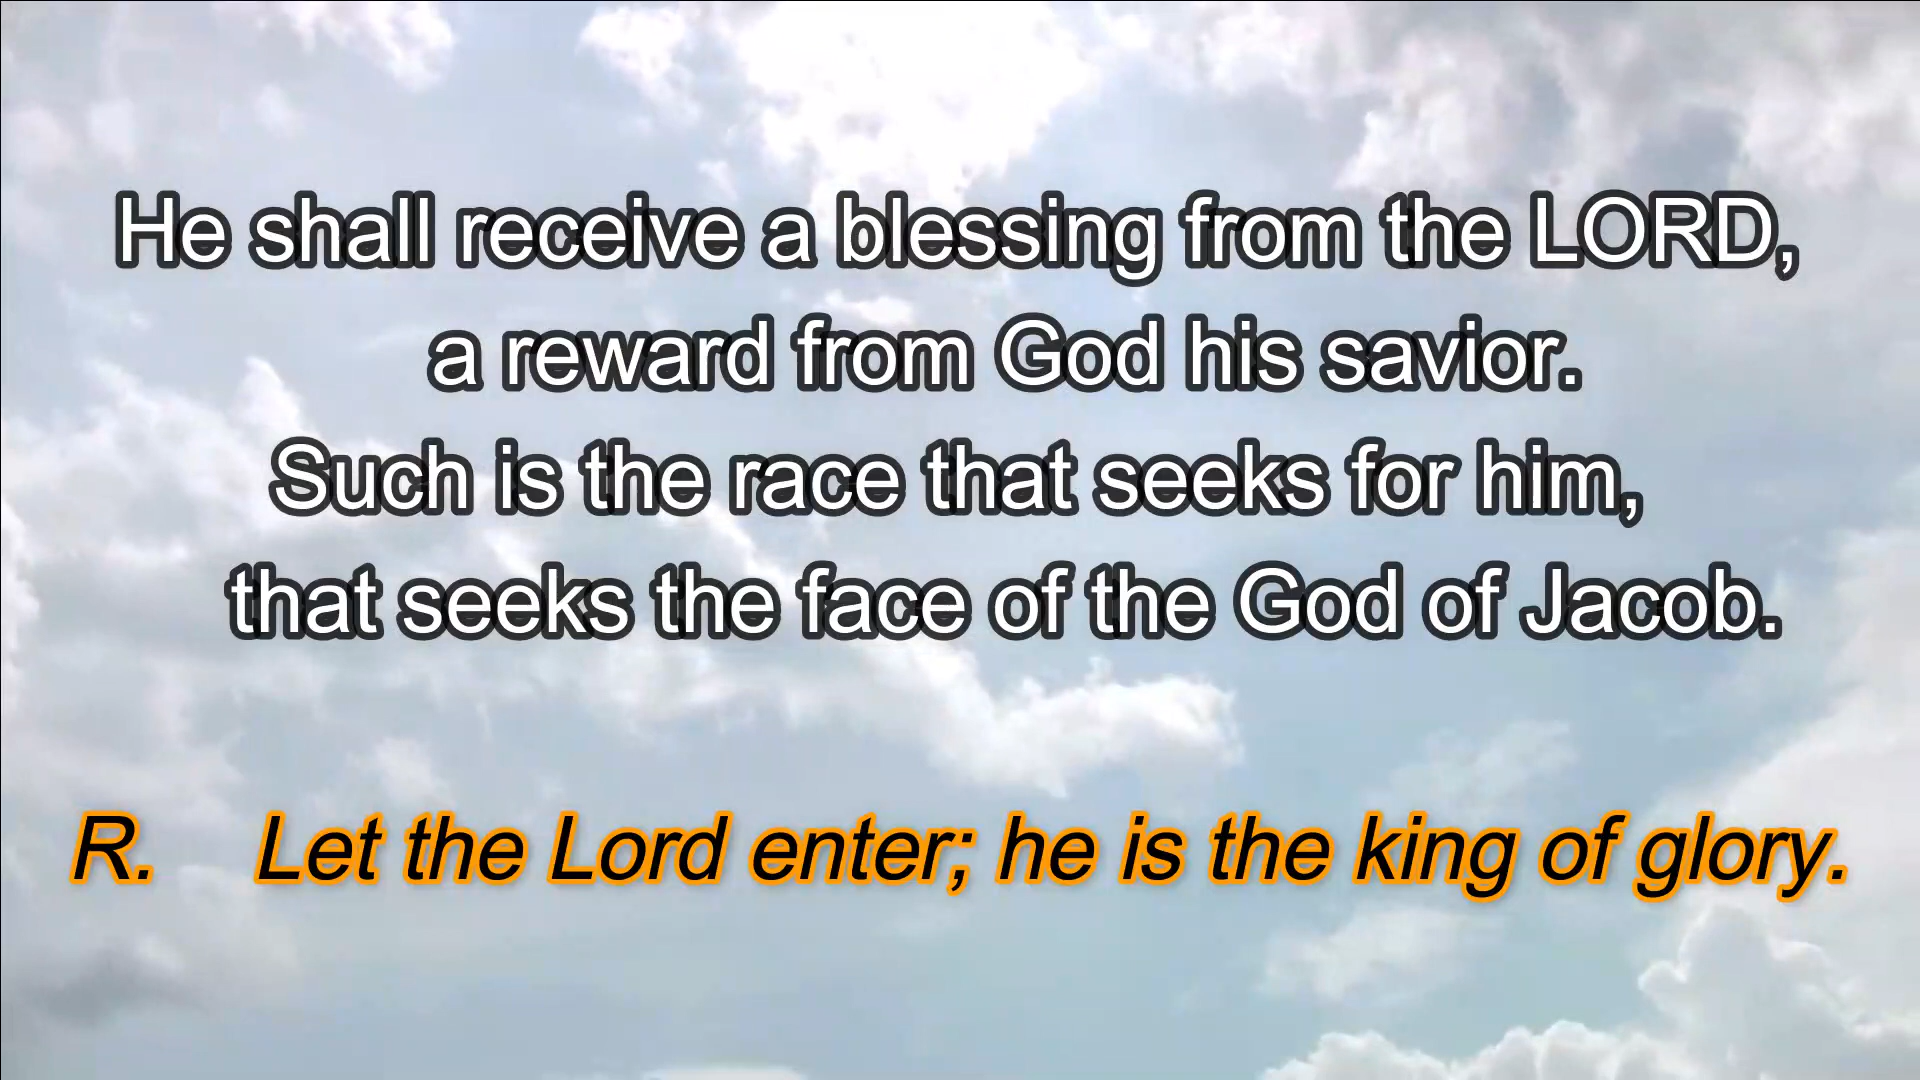 He shall receive a blessing from the LORD,
a reward from God his savior.
Such is the race that seeks for him,
that seeks the face of the God of Jacob.
R. Let the Lord enter; he is the king of glory.